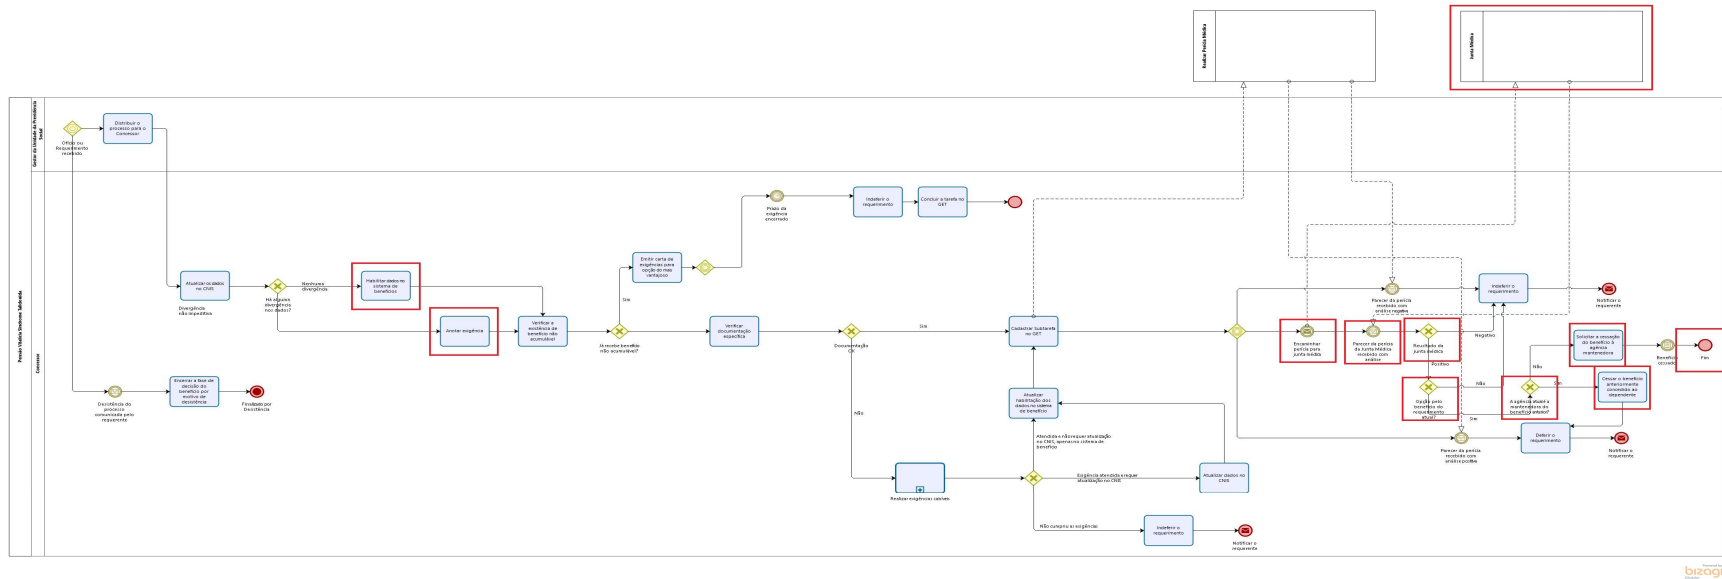 Realizar Perícia Médica
Junta Médica
Pensão Vitalícia Síndrome Talidomida
Gestor da Unidade da Previdência
Social
Concessor
Ofício ou
Requerimento
recebido
Distribuir o
processo para o
Concessor
Prazo da
exigência
encerrado
Indeferir o
requerimento
Concluir a tarefa no
GET
Emitir carta de
exigências para
opção do mais
vantajoso
Atualizar os dados
no CNIS
Divergência
não impeditiva
Há alguma
divergência
nos dados?
Nenhuma
divergência
Habilitar dados no
sistema de
benefícios
Anotar exigência
Verificar a
existência de
benefício não
acumulável
Sim
Já recebe benefício
não acumulável?
Verificar
documentação
específica
Documentação
OK
Sim
Não
Cadastrar Subtarefa
no GET
Parecer da perícia
recebido com
análise negativa
Indeferir o
requerimento
Notificar o
requerente
Encaminhar
perícia para
junta médica
Parecer da perícia
da Junta Médica
recebido com
análise
Resultado da
junta médica
Negativo
Positivo
Solicitar a cessação
do benefício à
agência
mantenedora
Benefício
cessado
Fim
Não
Não
Sim
Sim
Opção pelo
benefício do
requerimento
atual?
A agência atual é a
mantenedora do
benefício anterior?
Cessar o benefício
anteriormente
concedido ao
dependente
Desistência do
processo
comunicada pelo
requerente
Encerrar a fase de
decisão do
benefício por
motivo de
desistência
Finalizado por
Desistência
Atualizar
habilitação dos
dados no sistema
de benefício
Parecer da perícia
recebido com
análise positiva
Deferir o
requerimento
Notificar o
requerente
Atendida e não requer atualização
no CNIS, apenas no sistema de
benefício
Realizar exigências cabíveis
Exigência atendida e requer
atualização no CNIS
Atualizar dados no
CNIS
Não cumpriu as exigências
Indeferir o
requerimento
Notificar o
requerente
Powered by
bizagi
Modeler